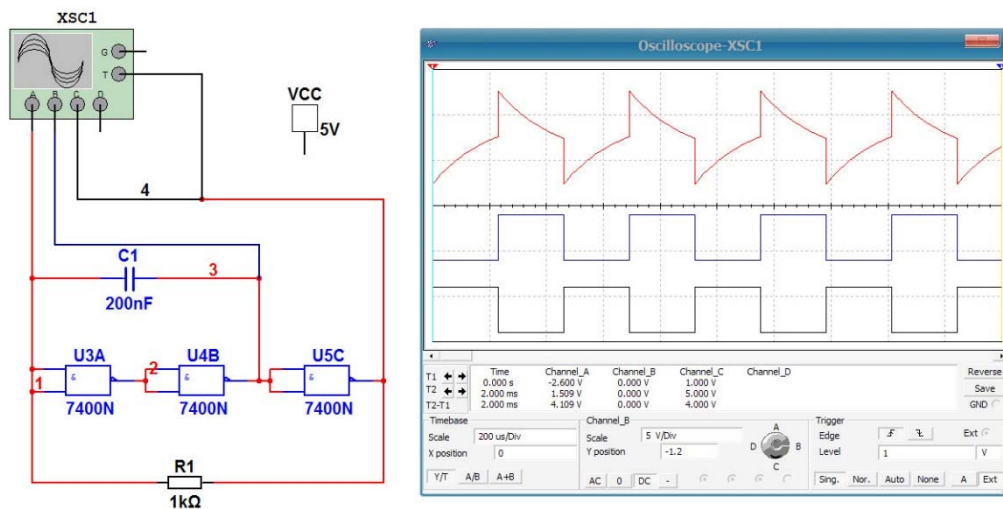 XSC1
G
T
A B C D
VCC
5V
4
C1
3
200nF
U3A U4B U5C
1 & 2 & &
7400N 7400N 7400N
R1
1kΩ
Oscilloscope-XSC1
Time Channel_A Channel_B Channel_C Channel_D
T1 0.000 s -2.600 V 0.000 V 1.000 V
T2 2.000 ms 1.509 V 0.000 V 5.000 V
T2-T1 2.000 ms 4.109 V 0.000 V 4.000 V
Reverse
Save
GND
Timebase
Scale 200 us/Div
X position 0
Y/T A/B A+B
Channel_B
Scale 5 V/Div
Y position -1.2
AC 0 DC -
A
D B
C
Trigger
Edge Ext
Level 1 V
Sing. Nor. Auto None A Ext